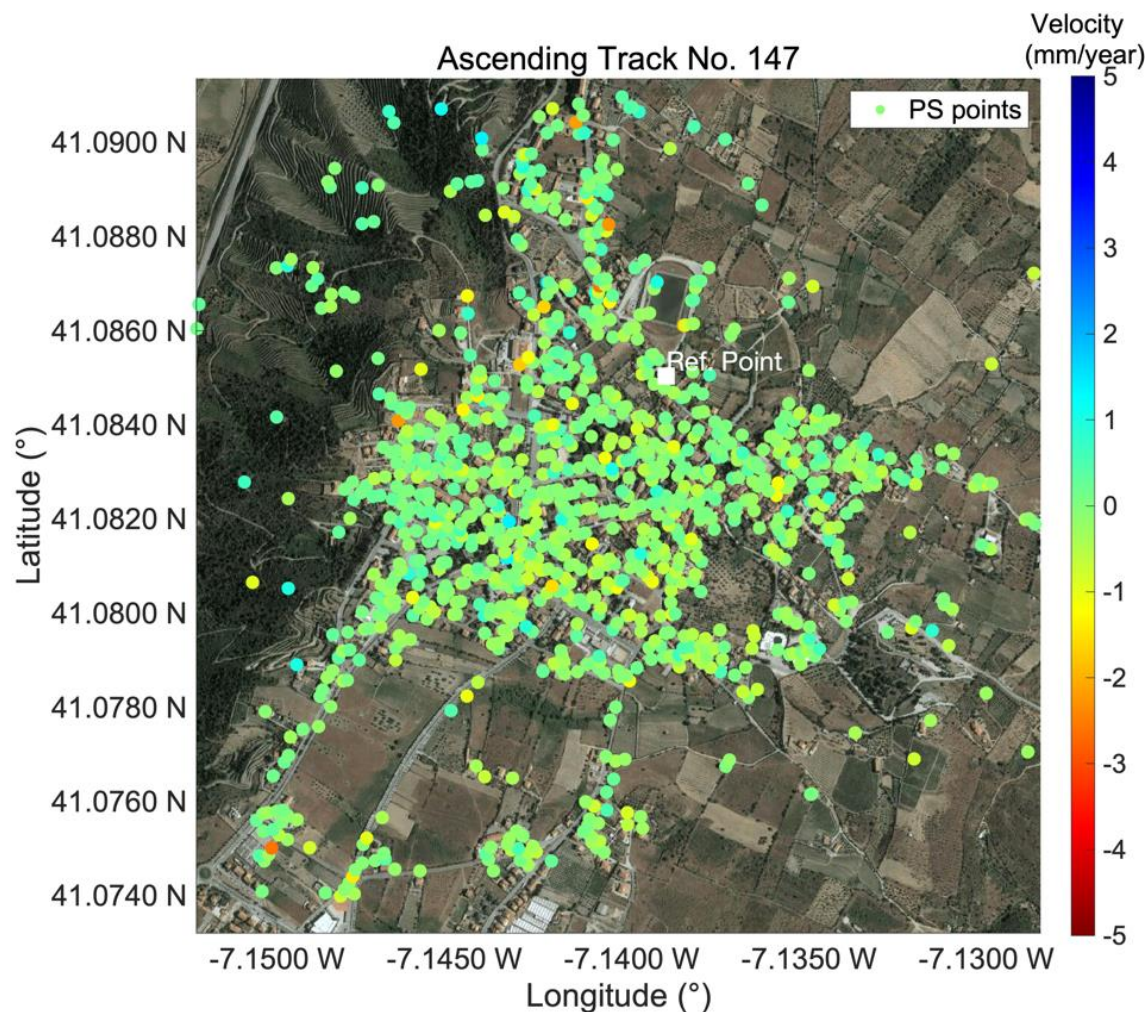 Velocity
(mm/year)
Ascending Track No. 147
PS points
Ref. Point
5
4
3
2
1
0
-1
-2
-3
-4
-5
41.0900 N
41.0880 N
41.0860 N
41.0840 N
41.0820 N
41.0800 N
41.0780 N
41.0760 N
41.0740 N
Latitude (°)
-7.1500 W
-7.1450 W
-7.1400 W
-7.1350 W
-7.1300 W
Longitude (°)